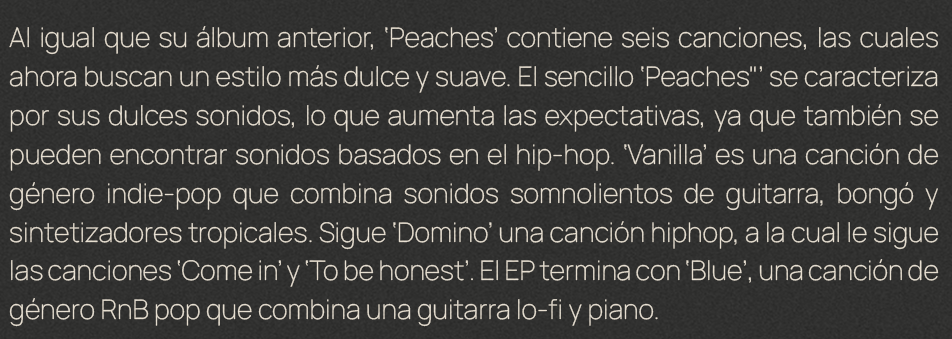 Al igual que su álbum anterior, ‘Peaches’ contiene seis canciones, las cuales
ahora buscan un estilo más dulce y suave. El sencillo ‘Peaches"’ se caracteriza
por sus dulces sonidos, lo que aumenta las expectativas, ya que también se
pueden encontrar sonidos basados en el hip-hop. ‘Vanilla’ es una canción de
género indie-pop que combina sonidos somnolientos de guitarra, bongó y
sintetizadores tropicales. Sigue ‘Domino’ una canción hiphop, a la cual le sigue
las canciones ‘Come in’ y ‘To be honest’. El EP termina con ‘Blue’, una canción de
género RnB pop que combina una guitarra lo-fi y piano.